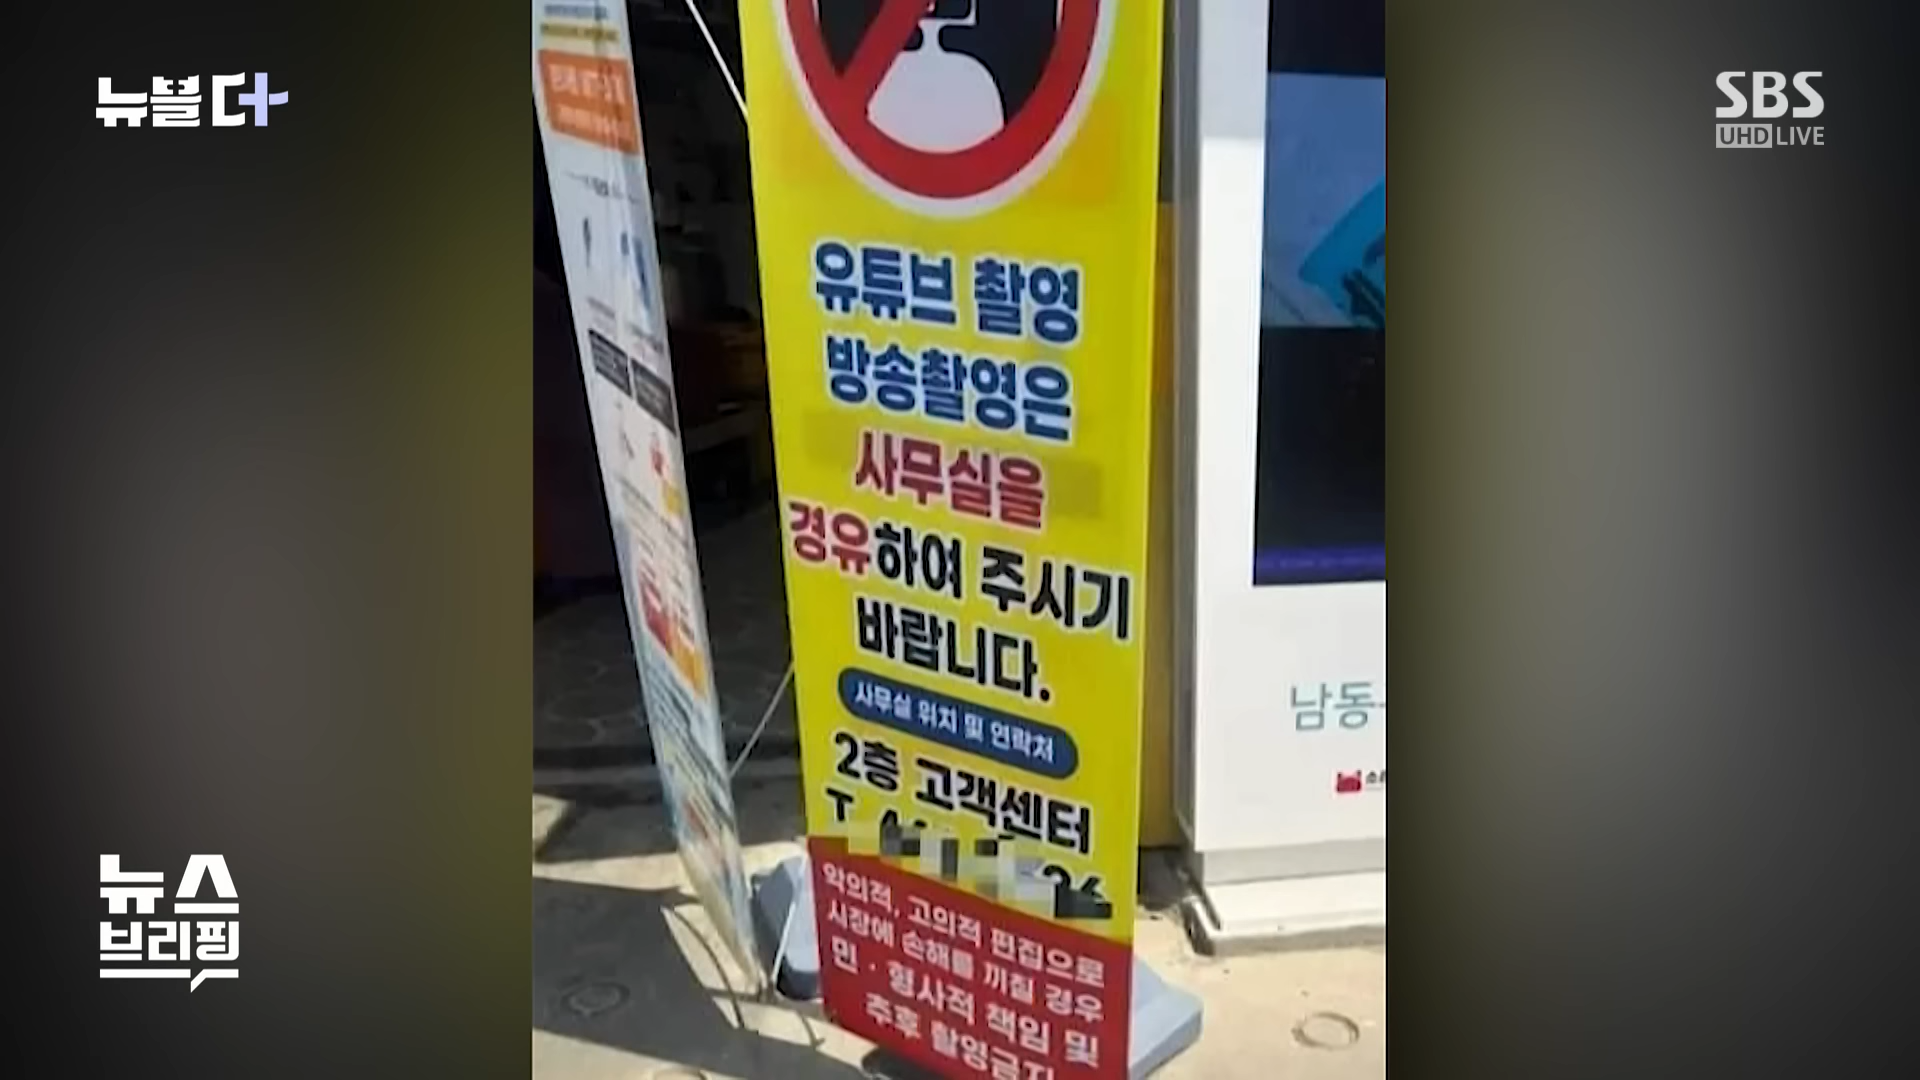 뉴블더+
SBS
UHD LIVE
유튜브 촬영
방송촬영은
사무실을
경유하여 주시기
바랍니다.
사무실 위치 및 연락처
2층 고객센터
악의적, 고의적 편집으로
시장에 손해를 끼칠 경우
민·형사적 책임 및
추후 촬영금지
남동
뉴스
브리핑